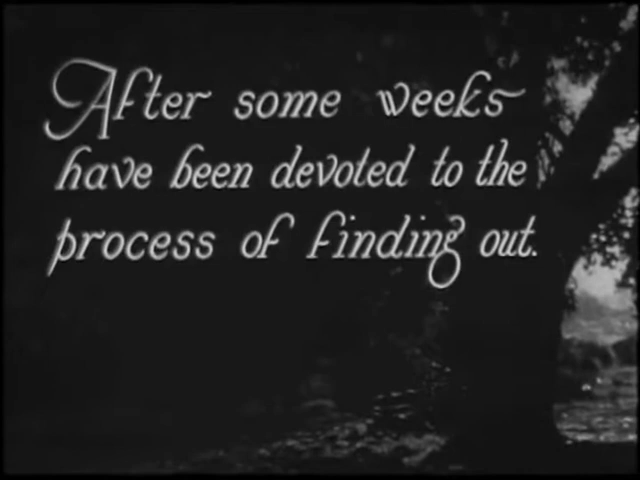 After some weeks
have been devoted to the
process of finding out.